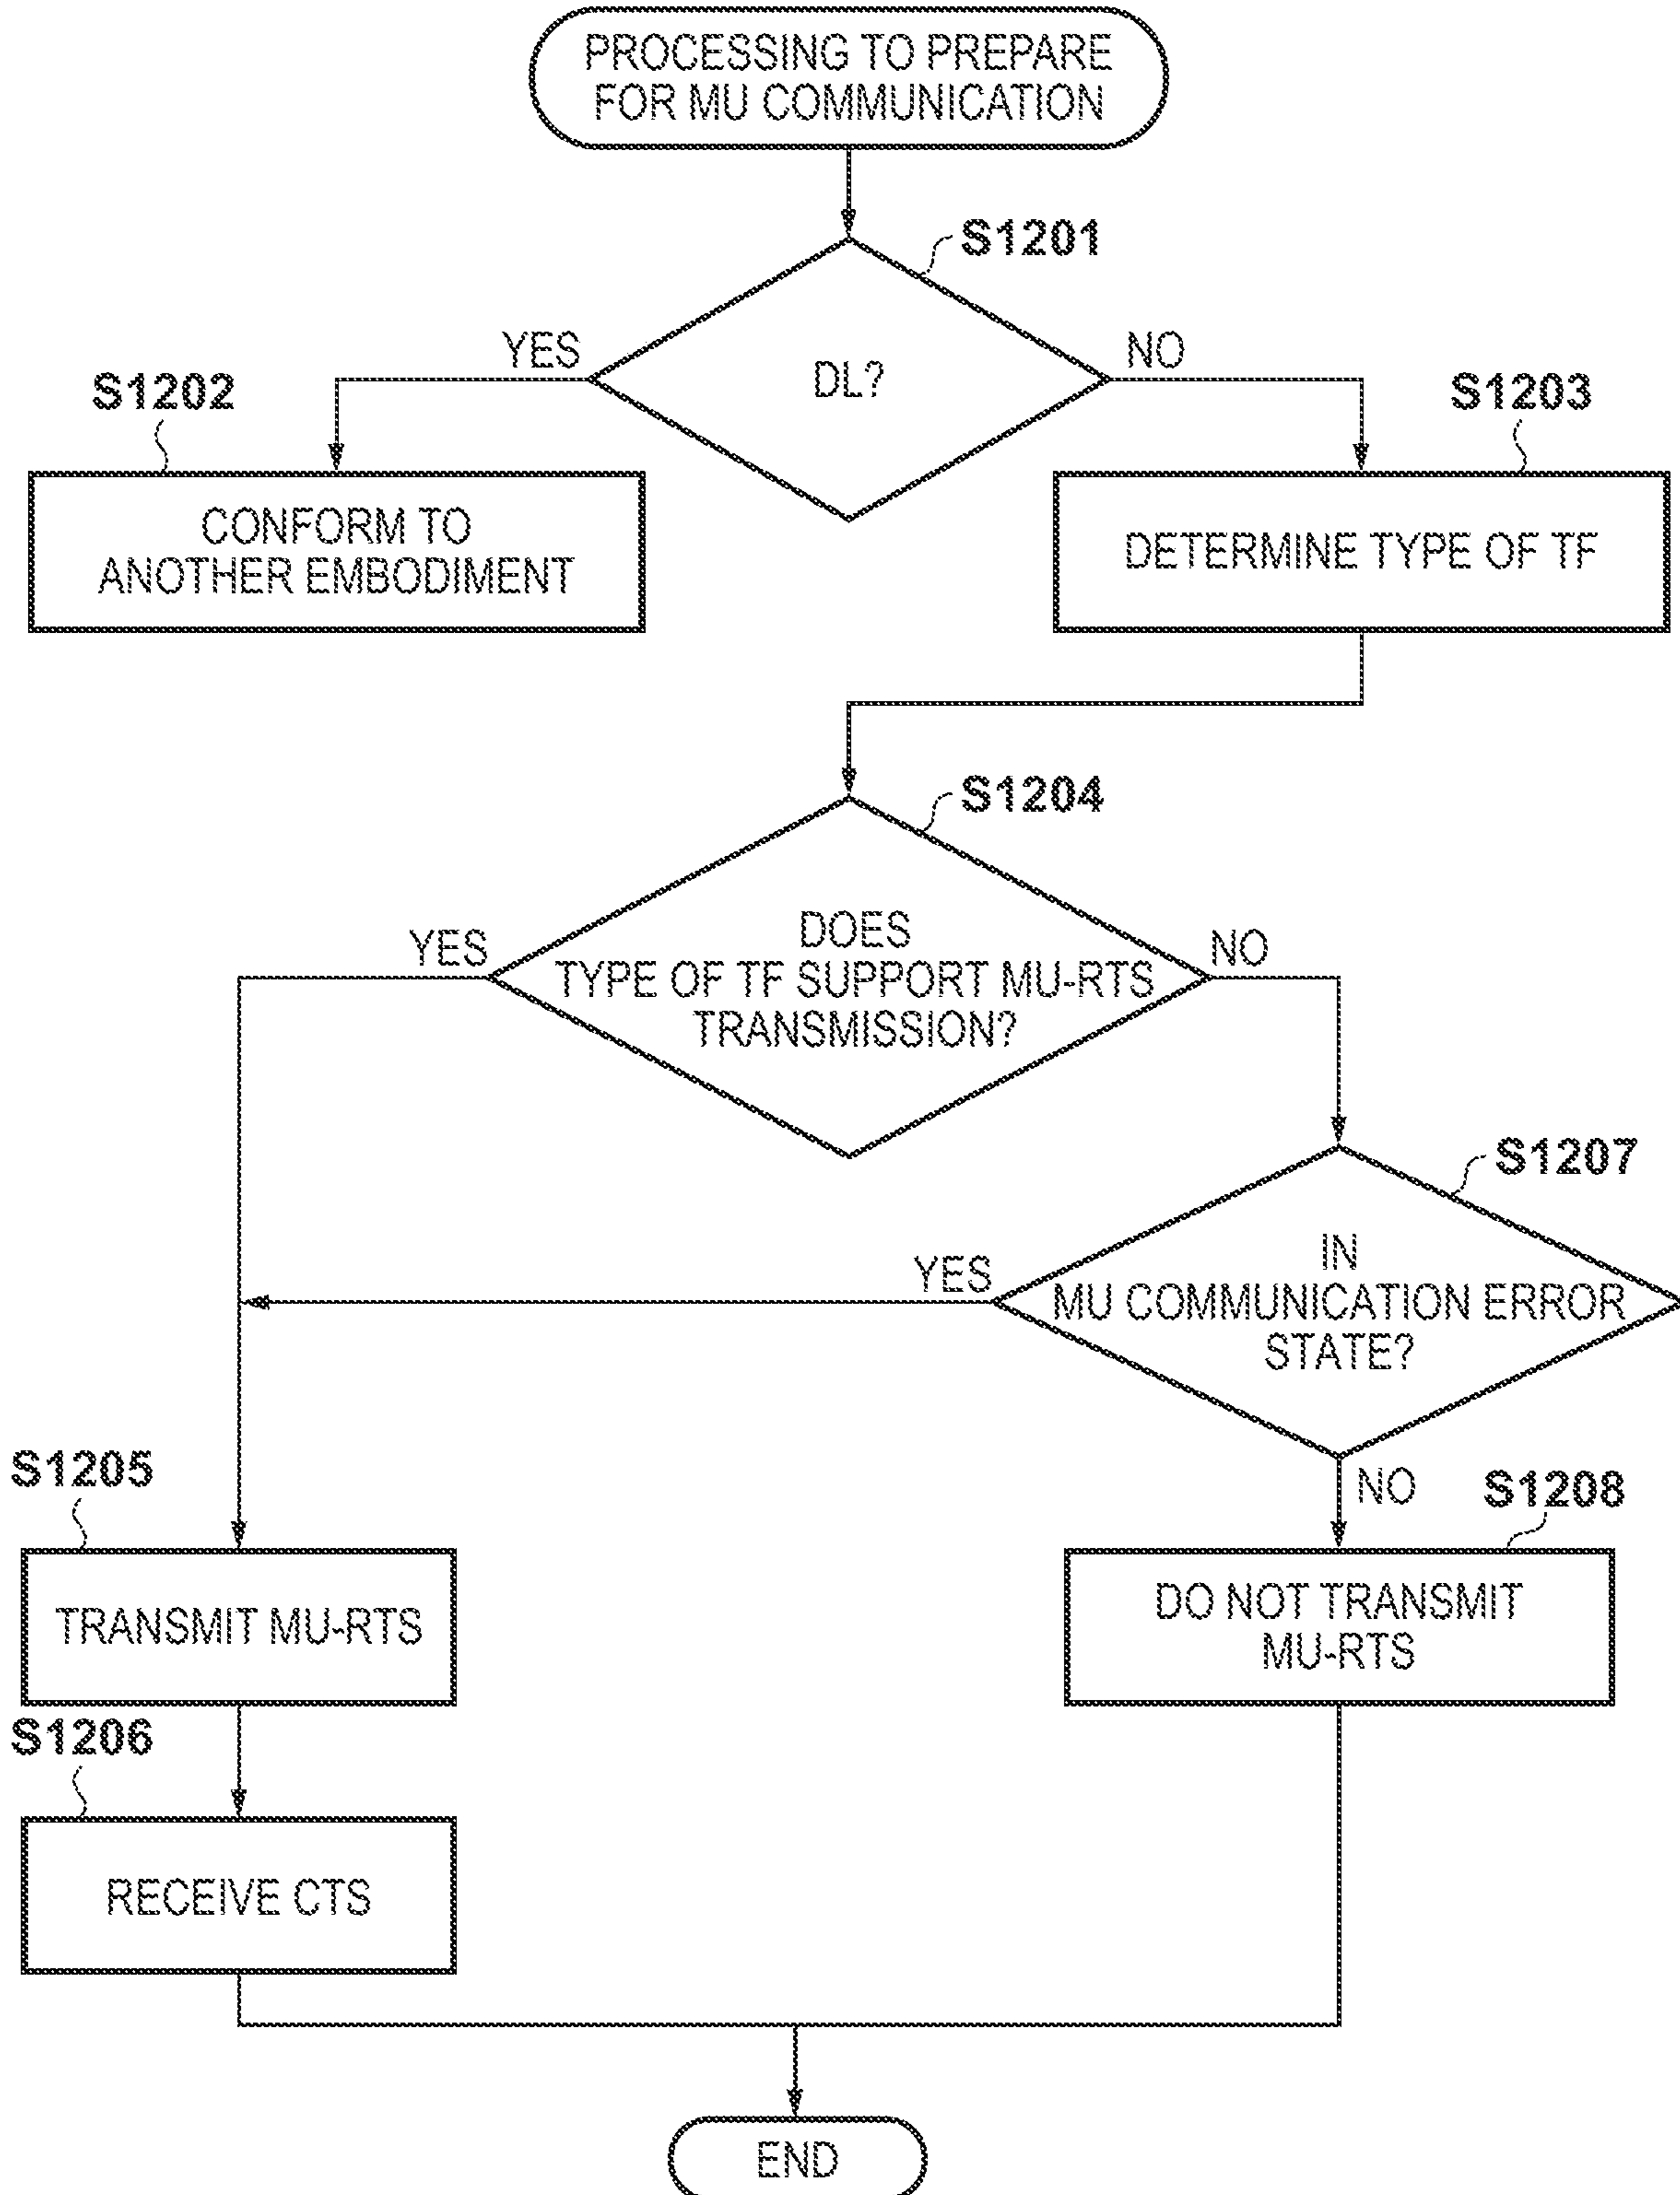 PROCESSING TO PREPARE
FOR MU COMMUNICATION
S1201
YES
DL?
NO
S1202
S1203
CONFORM TO
ANOTHER EMBODIMENT
DETERMINE TYPE OF TF
S1204
YES
DOES
TYPE OF TF SUPPORT MU-RTS
TRANSMISSION?
NO
S1207
YES
IN
MU COMMUNICATION ERROR
STATE?
S1205
NO
S1208
TRANSMIT MU-RTS
DO NOT TRANSMIT
MU-RTS
S1206
RECEIVE CTS
END